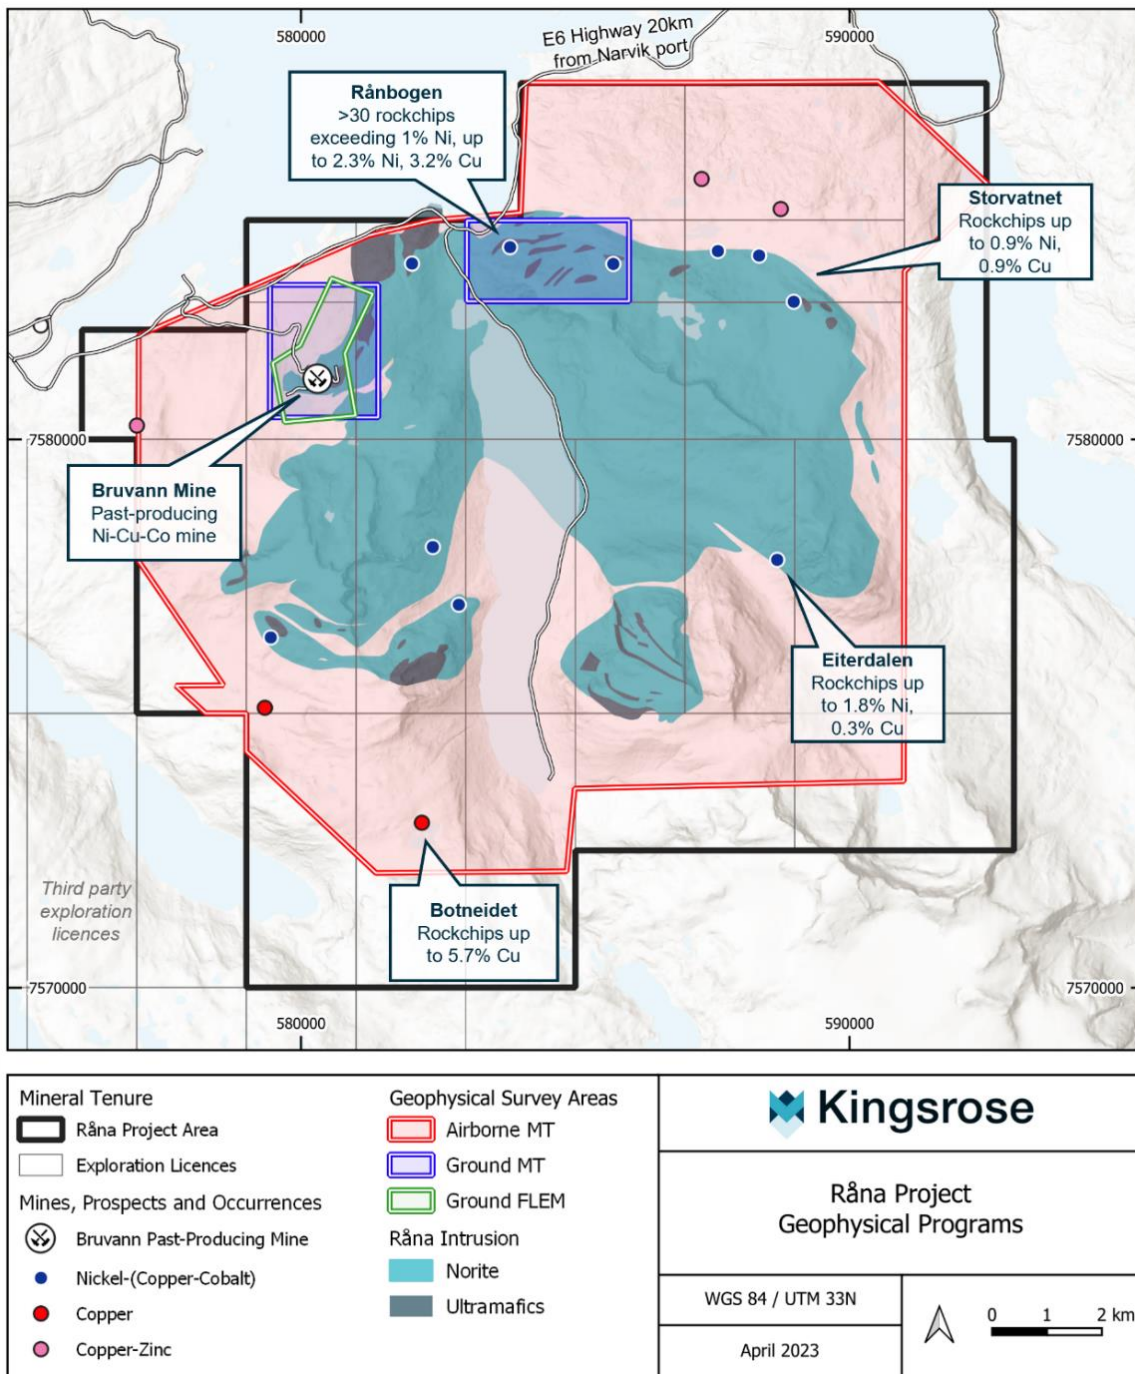 580000
590000
E6 Highway 20km
from Narvik port
Rånbogen
>30 rockchips
exceeding 1% Ni, up
to 2.3% Ni, 3.2% Cu
Storvatnet
Rockchips up
to 0.9% Ni,
0.9% Cu
7580000
7580000
Bruvann Mine
Past-producing
Ni-Cu-Co mine
Eiterdalen
Rockchips up
to 1.8% Ni,
0.3% Cu
Third party
exploration
licences
Botneidet
Rockchips up
to 5.7% Cu
7570000
7570000
580000
590000
Mineral Tenure
Råna Project Area
Exploration Licences
Mines, Prospects and Occurrences
Bruvann Past-Producing Mine
Nickel-(Copper-Cobalt)
Copper
Copper-Zinc
Geophysical Survey Areas
Airborne MT
Ground MT
Ground FLEM
Råna Intrusion
Norite
Ultramafics
Kingsrose
Råna Project
Geophysical Programs
WGS 84 / UTM 33N
April 2023
0 1 2 km